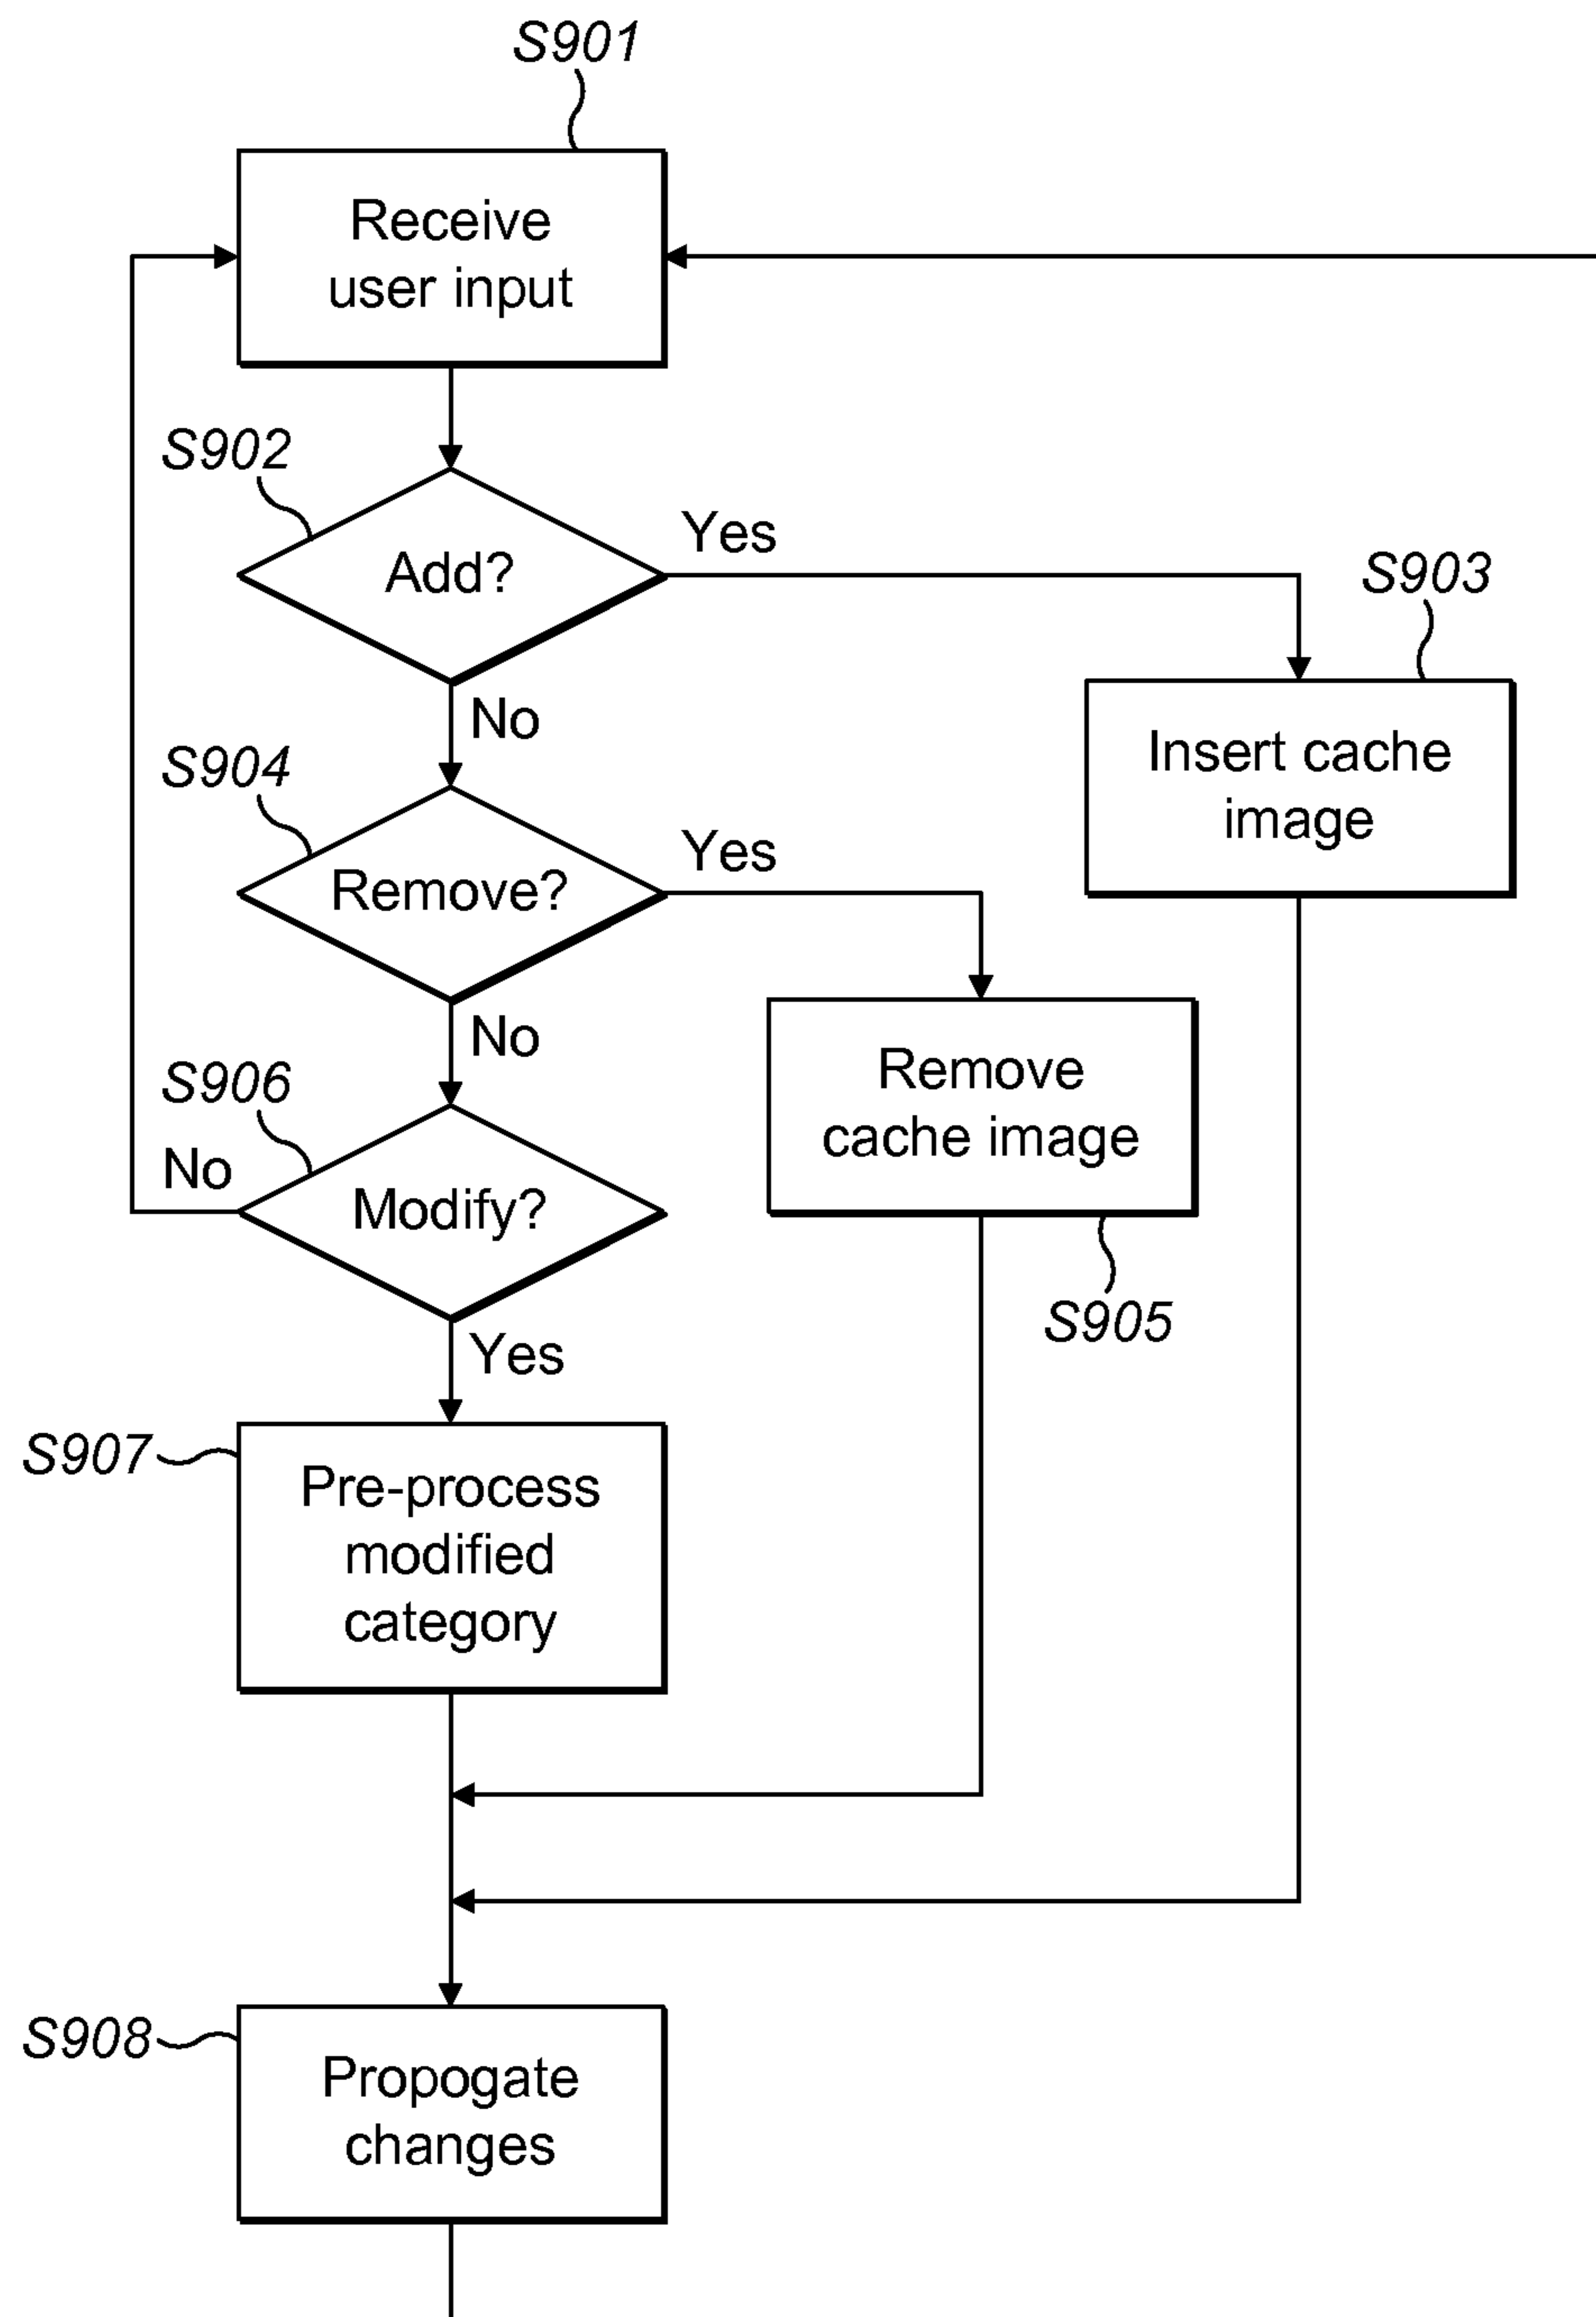 S901
Receive
user input
S902
Add?
Yes
S903
Insert cache
image
No
S904
Remove?
Yes
Remove
cache image
S905
No
S906
No
Modify?
Yes
S907
Pre-process
modified
category
S908
Propogate
changes